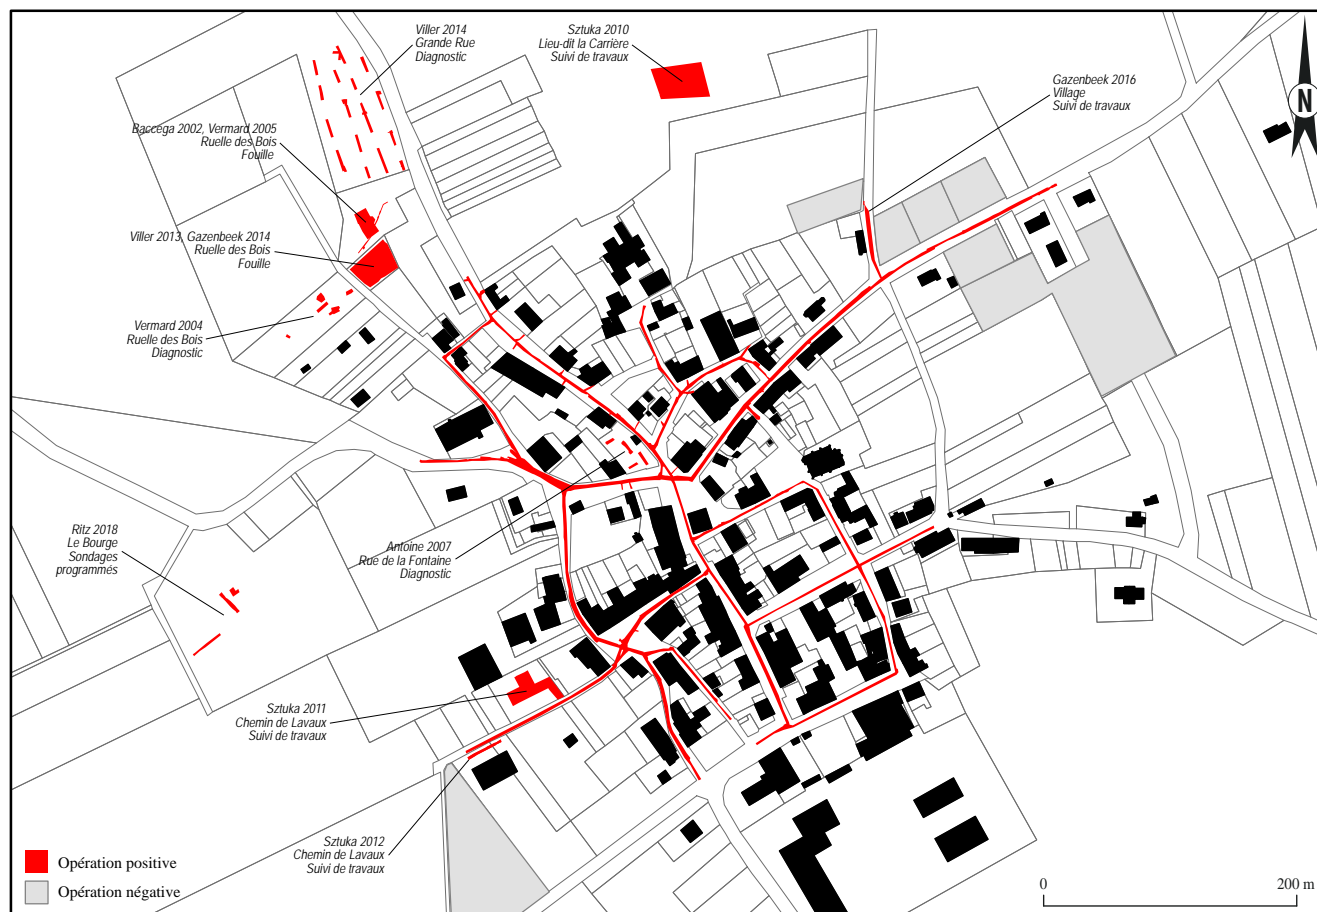 Viller 2014
Grande Rue
Diagnostic
Sztuka 2010
Lieu-dit la Carrière
Suivi de travaux
Gazenbeek 2016
Village
Suivi de travaux
N
Baccega 2002, Vermard 2005
Ruelle des Bois
Fouille
Viller 2013, Gazenbeek 2014
Ruelle des Bois
Fouille
Vermard 2004
Ruelle des Bois
Diagnostic
Ritz 2018
Le Bourge
Sondages
programmés
Antoine 2007
Rue de la Fontaine
Diagnostic
Sztuka 2011
Chemin de Lavaux
Suivi de travaux
Sztuka 2012
Chemin de Lavaux
Suivi de travaux
Opération positive
Opération négative
0
200 m